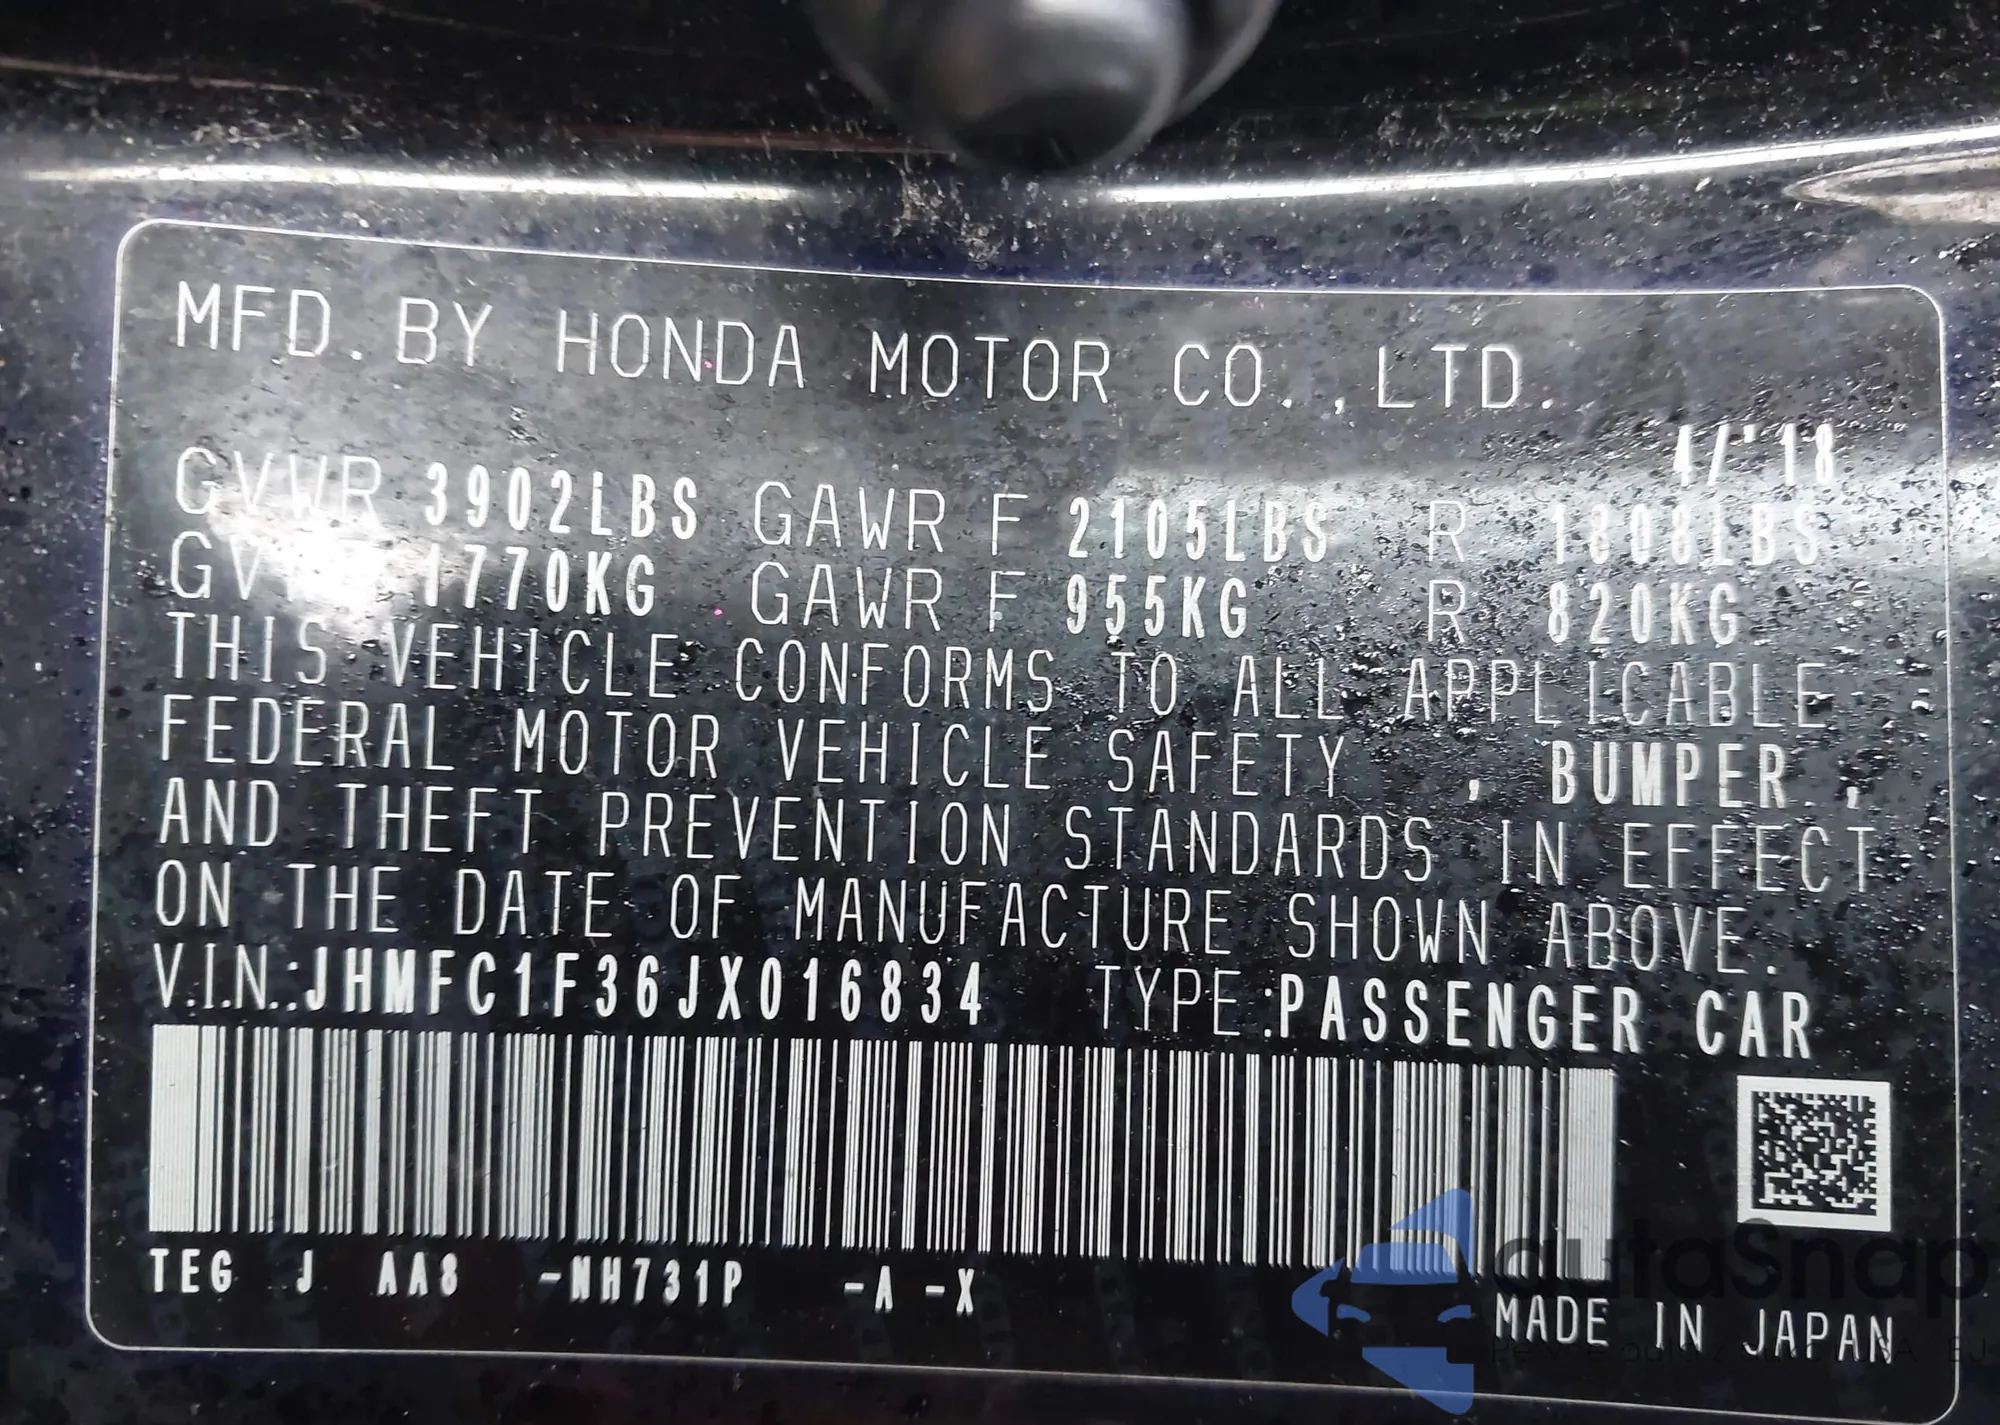 MFD.BY HONDA MOTOR CO.,LTD.
4/'18
GVWR 3902LBS GAWR F 2105LBS R 1808LBS
GVWR 1770KG GAWR F 955KG R 820KG
THIS VEHICLE CONFORMS TO ALL APPLICABLE
FEDERAL MOTOR VEHICLE SAFETY , BUMPER ,
AND THEFT PREVENTION STANDARDS IN EFFECT
ON THE DATE OF MANUFACTURE SHOWN ABOVE.
V.I.N.:JHMFC1F36JX016834 TYPE:PASSENGER CAR
TEG J AA8 -NH731P -A -X
autaSnap
MADE IN JAPAN